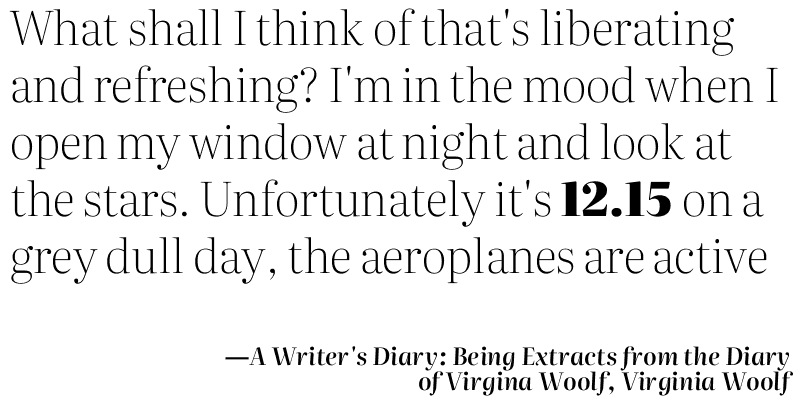 What shall I think of that's liberating
and refreshing? I'm in the mood when I
open my window at night and look at
the stars. Unfortunately it's 12.15 on a
grey dull day, the aeroplanes are active
—A Writer's Diary: Being Extracts from the Diary
of Virgina Woolf, Virginia Woolf